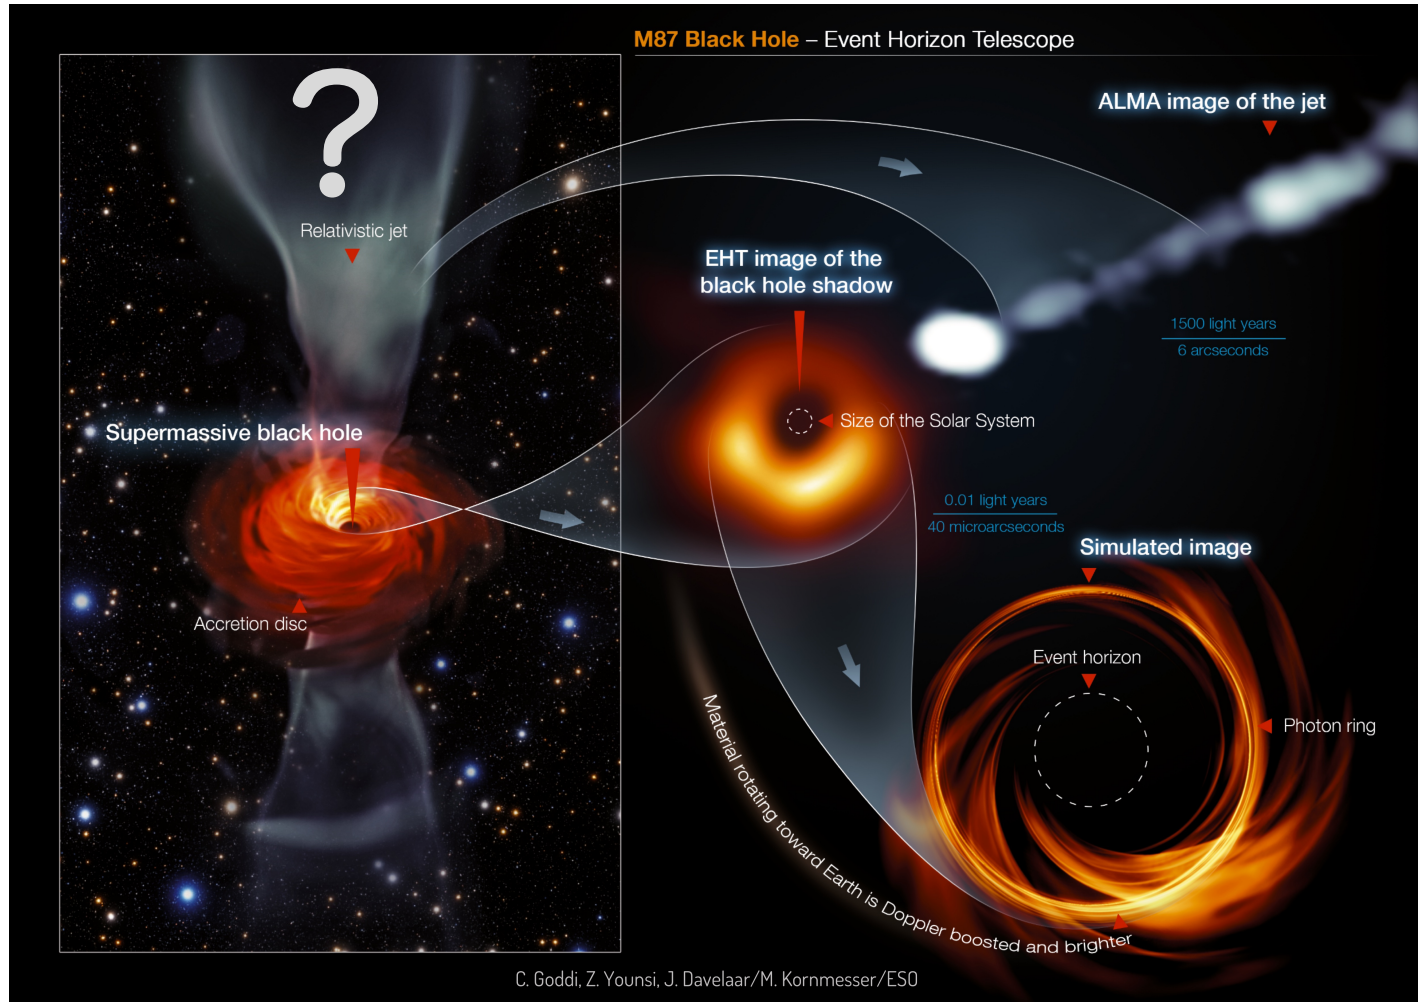 M87 Black Hole – Event Horizon Telescope
?
Relativistic jet
Supermassive black hole
Accretion disc
ALMA image of the jet
1500 light years
6 arcseconds
EHT image of the
black hole shadow
Size of the Solar System
0.01 light years
40 microarcseconds
Simulated image
Event horizon
Photon ring
Material rotating toward Earth is Doppler boosted and brighter
C. Goddi, Z. Younsi, J. Davelaar/M. Kornmesser/ESO